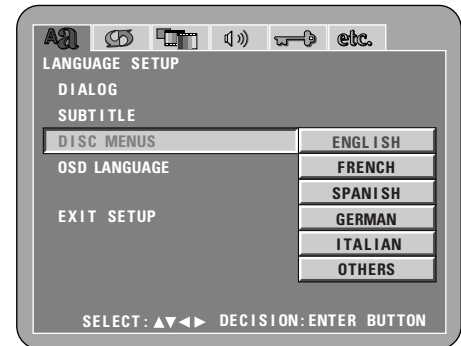 Aa etc.
LANGUAGE SETUP
DIALOG
SUBTITLE
DISC MENUS ENGLISH
OSD LANGUAGE FRENCH
SPANISH
EXIT SETUP GERMAN
ITALIAN
OTHERS
SELECT:▲▼◄► DECISION:ENTER BUTTON